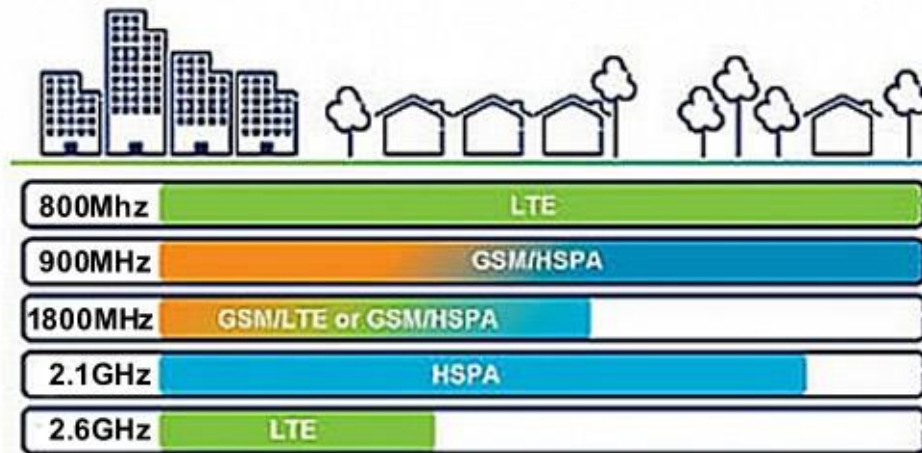 800Mhz LTE
900MHz GSM/HSPA
1800MHz GSM/LTE or GSM/HSPA
2.1GHz HSPA
2.6GHz LTE